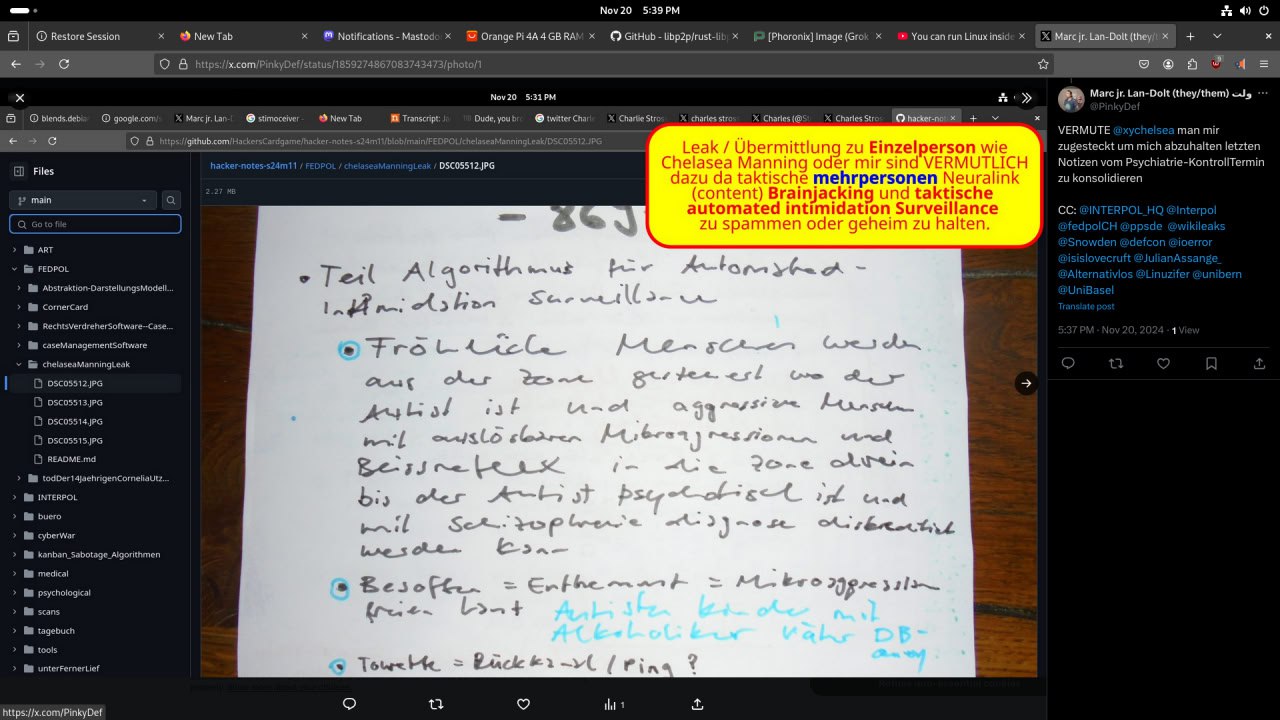 Nov 20 5:39 PM
Restore Session
New Tab
Notifications - Mastodo
Orange Pi 4A 4 GB RAM
GitHub - libp2p/rust-lib
[Phoronix] Image (Grok
You can run Linux inside
Marc jr. Lan-Dolt (they/t
https://x.com/PinkyDef/status/1859274867083743473/photo/1
Nov 20 5:31 PM
blends.debia
google.com/
Marc jr. Lan-D
stimoceiver -
New Tab
Transcript: Ja
Dude, you bro
twitter Charle
Charlie Stros
charles stros
Charles (@St
Charles Stros
hacker-notes
https://github.com/HackersCardgame/hacker-notes-s24m11/blob/main/FEDPOL/chelaseaManningLeak/DSC05512.JPG
Files
main
Go to file
ART
FEDPOL
Abstraktion-DarstellungsModell...
CornerCard
RechtsVerdreherSoftware--Case...
caseManagementSoftware
chelaseaManningLeak
DSC05512.JPG
DSC05513.JPG
DSC05514.JPG
DSC05515.JPG
README.md
todDer14JaehrigenCorneliaUtz...
INTERPOL
buero
cyberWar
kanban_Sabotage_Algorithmen
medical
psychological
scans
tagebuch
tools
unterFernerLief
hacker-notes-s24m11 / FEDPOL / chelaseaManningLeak / DSC05512.JPG
2.27 MB
Leak / Übermittlung zu Einzelperson wie
Chelasea Manning oder mir sind VERMUTLICH
dazu da taktische mehrpersonen Neuralink
(content) Brainjacking und taktische
automated intimidation Surveillance
zu spammen oder geheim zu halten.
- 86
• Teil Algorithmus für Automated-
Intimidation Surveillance
Fröhliche Menschen werden
aus der Zone gesteuert wo der
Autist ist und aggressive Menschen
mit auslösbaren Mikroagressionen und
Beissreflex in die Zone
bis der Autist psychotisch ist und
mit Schizophrenie diagnose diskreditiert
werden kann
Besoffen = Enthemmt = Mikroaggression
freien lauf
Autisten kinder mit
Alkoholiker DB-
Tourette = Rückkanal / Ping ?
Marc jr. Lan-Dolt (they/them) ولت
@PinkyDef
VERMUTE @xychelsea man mir
zugesteckt um mich abzuhalten letzten
Notizen vom Psychiatrie-KontrollTermin
zu konsolidieren
CC: @INTERPOL_HQ @Interpol
@fedpolCH @ppsde @wikileaks
@Snowden @defcon @ioerror
@isislovecruft @JulianAssange_
@Alternativlos @Linuzifer @unibern
@UniBasel
Translate post
5:37 PM · Nov 20, 2024 · 1 View
1
https://x.com/PinkyDef